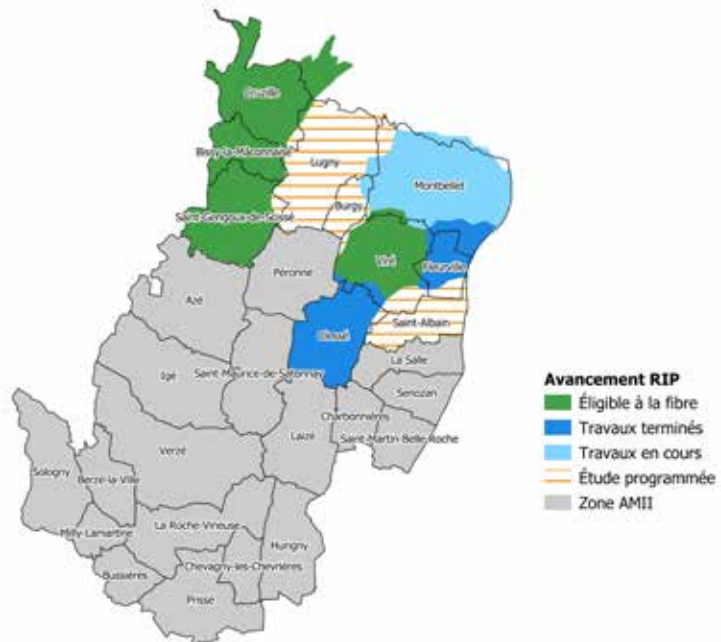 Cruzille
Bissy-la-Mâconnaise
Lugny
Montbellet
Burgy
Saint-Gengoux-de-Scissé
Viré
Fleurville
Péronne
Azé
Saint-Albain
Clessé
La Salle
Igé
Saint-Maurice-de-Satonnay
Senozan
Charbonnières
Laizé
Saint-Martin-Belle-Roche
Verzé
Sologny
Berzé-la-Ville
La Roche-Vineuse
Milly-Lamartine
Hurigny
Chevagny-les-Chevrières
Bussières
Prissé
Avancement RIP
Éligible à la fibre
Travaux terminés
Travaux en cours
Étude programmée
Zone AMII